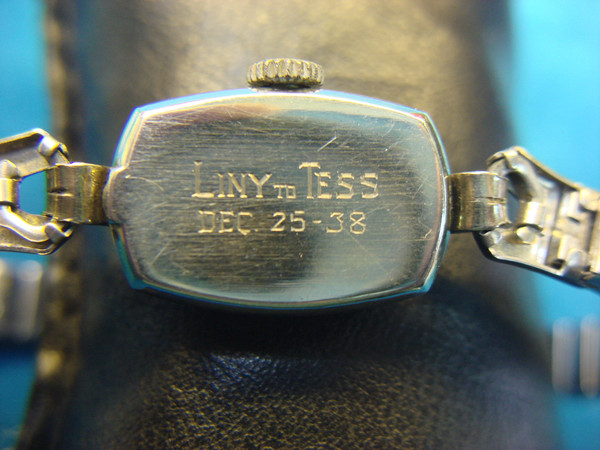 LINY TO TESS
DEC. 25-38